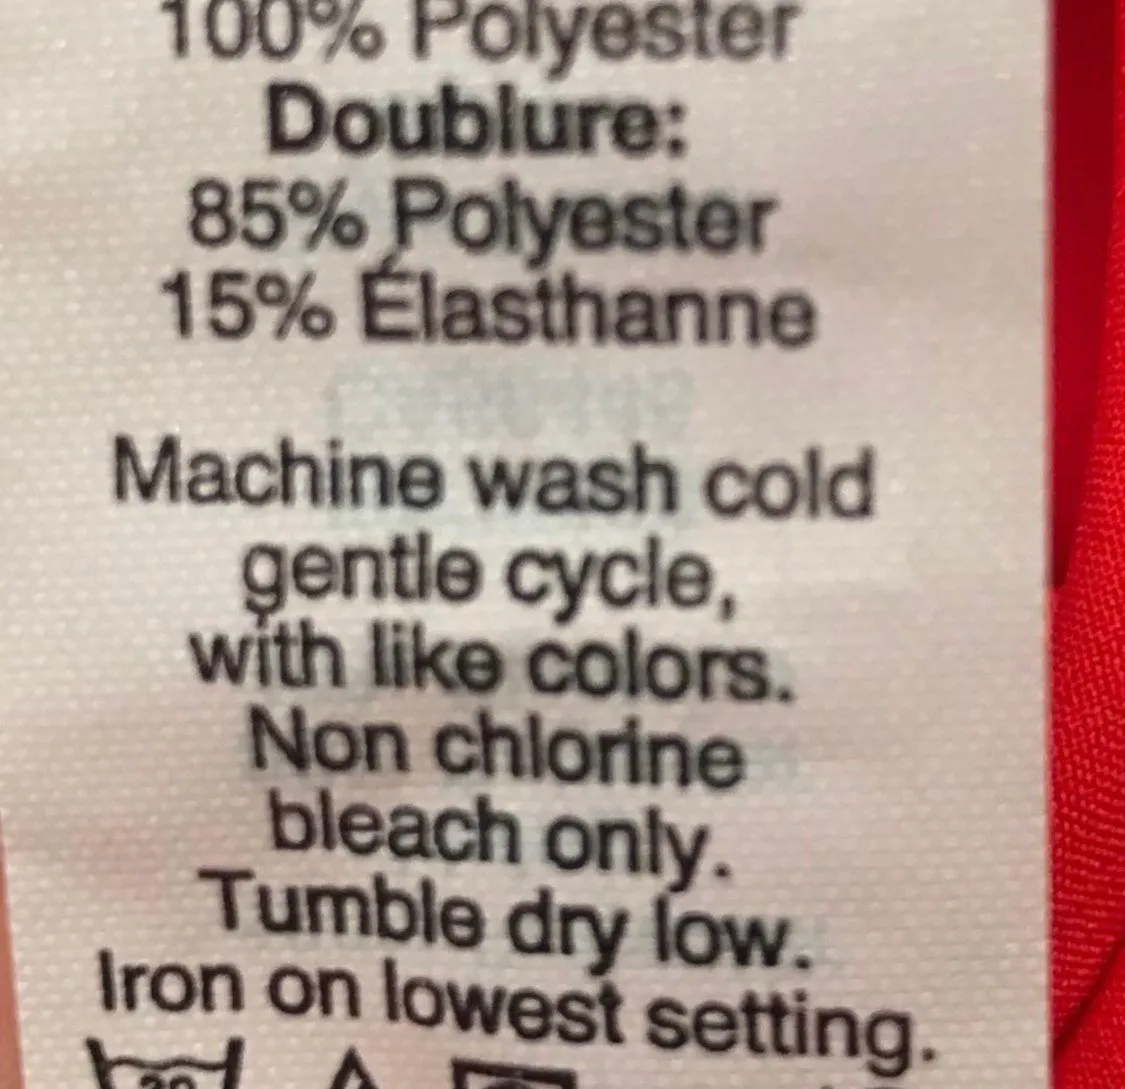 100% Polyester
Doublure:
85% Polyester
15% Élasthanne
Machine wash cold
gentle cycle,
with like colors.
Non chlorine
bleach only.
Tumble dry low.
Iron on lowest setting.
30